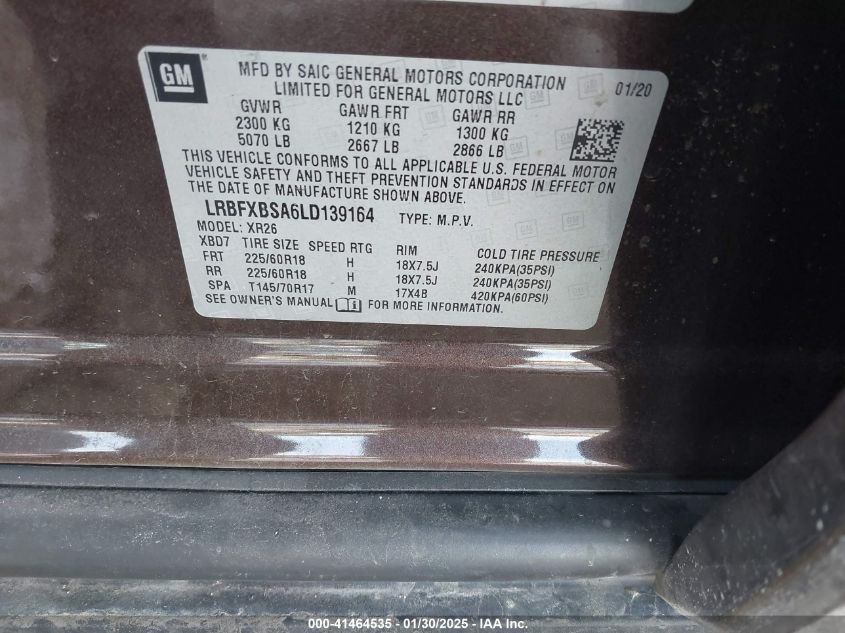 GM
MFD BY SAIC GENERAL MOTORS CORPORATION
LIMITED FOR GENERAL MOTORS LLC
01/20
GVWR GAWR FRT GAWR RR
2300 KG 1210 KG 1300 KG
5070 LB 2667 LB 2866 LB
THIS VEHICLE CONFORMS TO ALL APPLICABLE U.S. FEDERAL MOTOR
VEHICLE SAFETY AND THEFT PREVENTION STANDARDS IN EFFECT ON
THE DATE OF MANUFACTURE SHOWN ABOVE.
LRBFXBSA6LD139164 TYPE: M.P.V.
MODEL: XR26
XBD7 TIRE SIZE SPEED RTG RIM COLD TIRE PRESSURE
FRT 225/60R18 H 18X7.5J 240KPA(35PSI)
RR 225/60R18 H 18X7.5J 240KPA(35PSI)
SPA T145/70R17 M 17X4B 420KPA(60PSI)
SEE OWNER'S MANUAL FOR MORE INFORMATION.
000-41464535 - 01/30/2025 - IAA Inc.